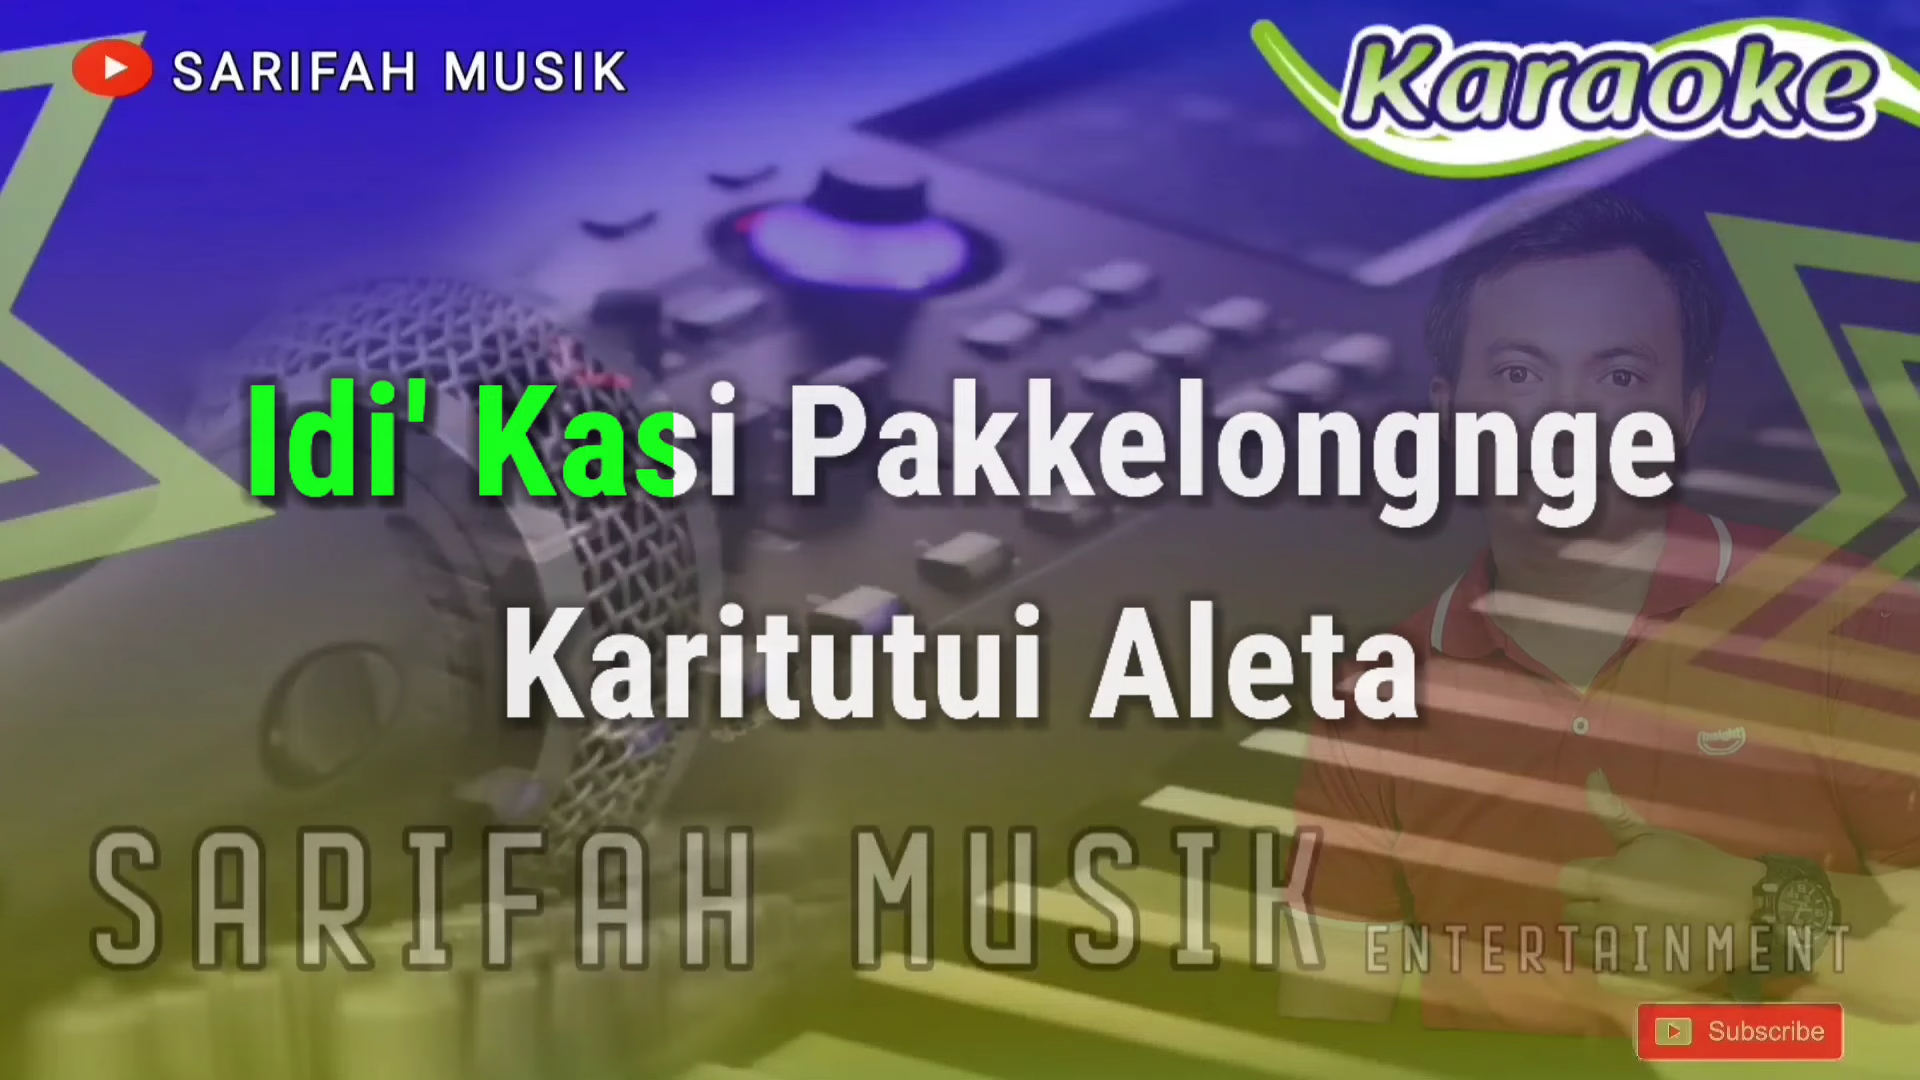 SARIFAH MUSIK
Karaoke
Idi' Kasi Pakkelongnge
Karitutui Aleta
SARIFAH MUSIK ENTERTAINMENT
Subscribe